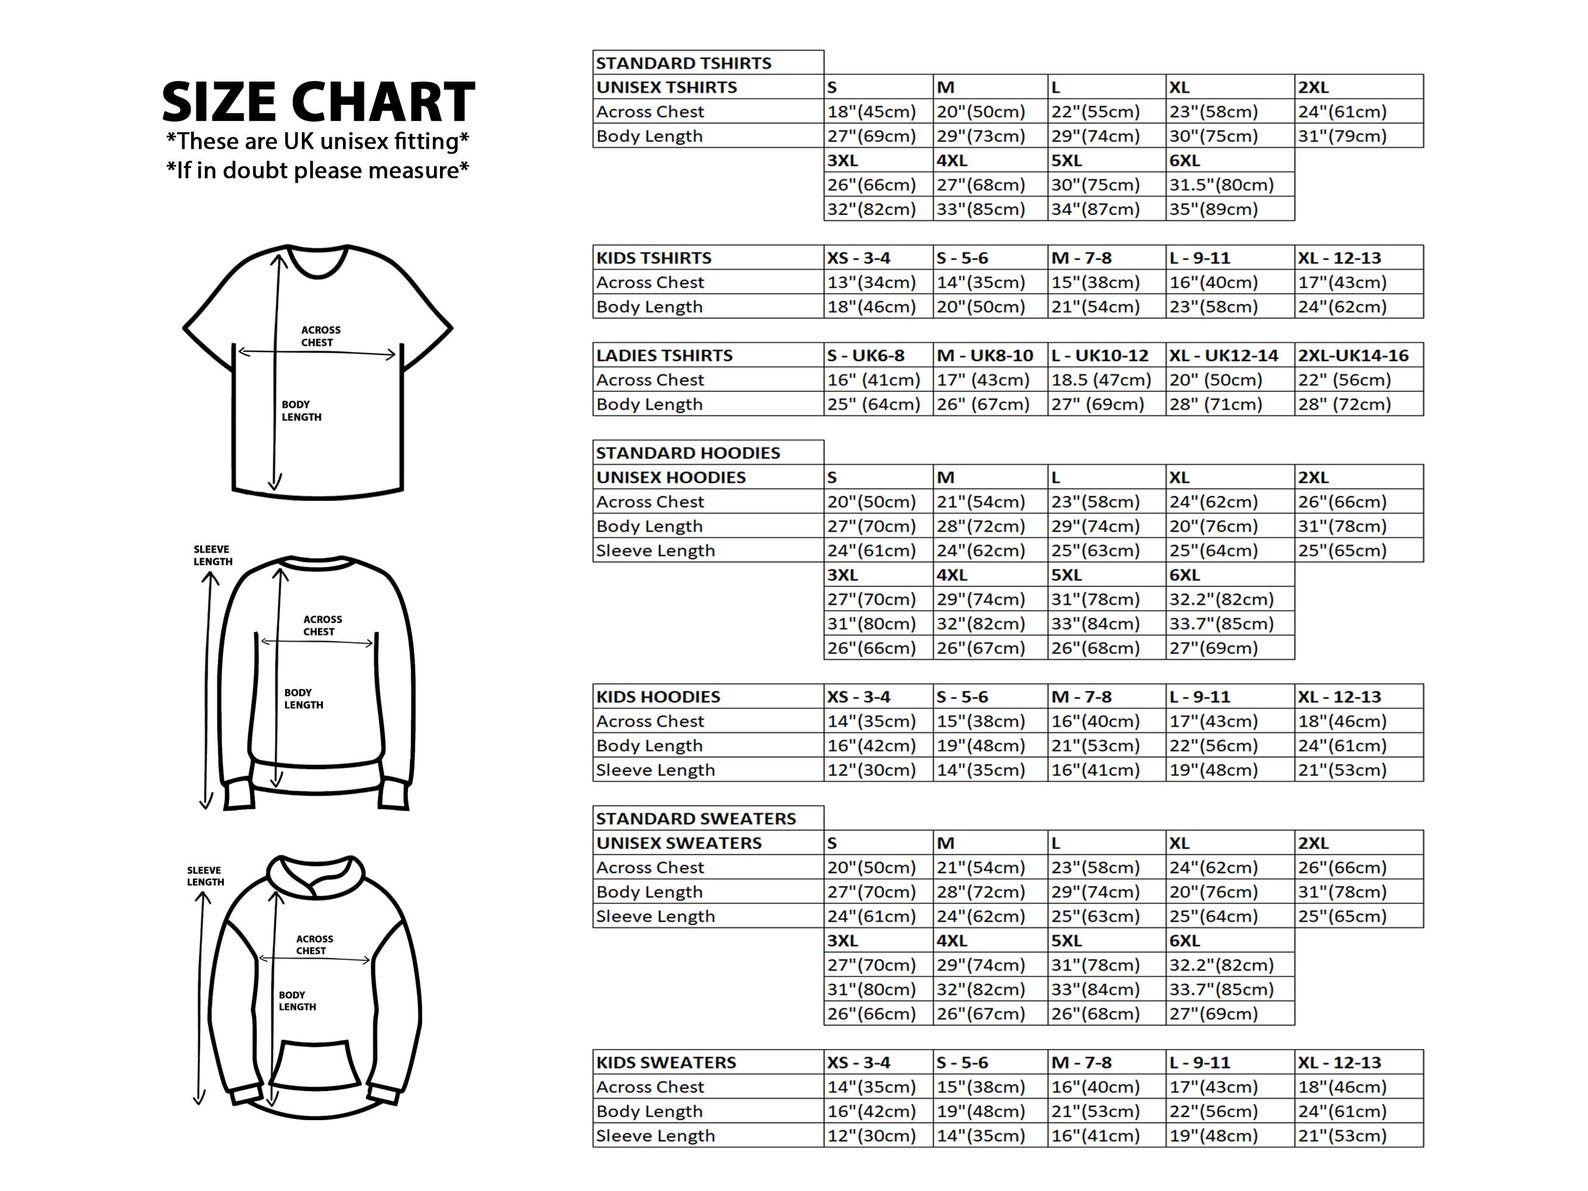 SIZE CHART
*These are UK unisex fitting*
*If in doubt please measure*
ACROSS
CHEST
BODY
LENGTH
SLEEVE
LENGTH
ACROSS
CHEST
BODY
LENGTH
SLEEVE
LENGTH
ACROSS
CHEST
BODY
LENGTH
STANDARD TSHIRTS
UNISEX TSHIRTS S M L XL 2XL
Across Chest 18"(45cm) 20"(50cm) 22"(55cm) 23"(58cm) 24"(61cm)
Body Length 27"(69cm) 29"(73cm) 29"(74cm) 30"(75cm) 31"(79cm)
3XL 4XL 5XL 6XL
26"(66cm) 27"(68cm) 30"(75cm) 31.5"(80cm)
32"(82cm) 33"(85cm) 34"(87cm) 35"(89cm)
KIDS TSHIRTS XS - 3-4 S - 5-6 M - 7-8 L - 9-11 XL - 12-13
Across Chest 13"(34cm) 14"(35cm) 15"(38cm) 16"(40cm) 17"(43cm)
Body Length 18"(46cm) 20"(50cm) 21"(54cm) 23"(58cm) 24"(62cm)
LADIES TSHIRTS S - UK6-8 M - UK8-10 L - UK10-12 XL - UK12-14 2XL-UK14-16
Across Chest 16" (41cm) 17" (43cm) 18.5 (47cm) 20" (50cm) 22" (56cm)
Body Length 25" (64cm) 26" (67cm) 27" (69cm) 28" (71cm) 28" (72cm)
STANDARD HOODIES
UNISEX HOODIES S M L XL 2XL
Across Chest 20"(50cm) 21"(54cm) 23"(58cm) 24"(62cm) 26"(66cm)
Body Length 27"(70cm) 28"(72cm) 29"(74cm) 20"(76cm) 31"(78cm)
Sleeve Length 24"(61cm) 24"(62cm) 25"(63cm) 25"(64cm) 25"(65cm)
3XL 4XL 5XL 6XL
27"(70cm) 29"(74cm) 31"(78cm) 32.2"(82cm)
31"(80cm) 32"(82cm) 33"(84cm) 33.7"(85cm)
26"(66cm) 26"(67cm) 26"(68cm) 27"(69cm)
KIDS HOODIES XS - 3-4 S - 5-6 M - 7-8 L - 9-11 XL - 12-13
Across Chest 14"(35cm) 15"(38cm) 16"(40cm) 17"(43cm) 18"(46cm)
Body Length 16"(42cm) 19"(48cm) 21"(53cm) 22"(56cm) 24"(61cm)
Sleeve Length 12"(30cm) 14"(35cm) 16"(41cm) 19"(48cm) 21"(53cm)
STANDARD SWEATERS
UNISEX SWEATERS S M L XL 2XL
Across Chest 20"(50cm) 21"(54cm) 23"(58cm) 24"(62cm) 26"(66cm)
Body Length 27"(70cm) 28"(72cm) 29"(74cm) 20"(76cm) 31"(78cm)
Sleeve Length 24"(61cm) 24"(62cm) 25"(63cm) 25"(64cm) 25"(65cm)
3XL 4XL 5XL 6XL
27"(70cm) 29"(74cm) 31"(78cm) 32.2"(82cm)
31"(80cm) 32"(82cm) 33"(84cm) 33.7"(85cm)
26"(66cm) 26"(67cm) 26"(68cm) 27"(69cm)
KIDS SWEATERS XS - 3-4 S - 5-6 M - 7-8 L - 9-11 XL - 12-13
Across Chest 14"(35cm) 15"(38cm) 16"(40cm) 17"(43cm) 18"(46cm)
Body Length 16"(42cm) 19"(48cm) 21"(53cm) 22"(56cm) 24"(61cm)
Sleeve Length 12"(30cm) 14"(35cm) 16"(41cm) 19"(48cm) 21"(53cm)